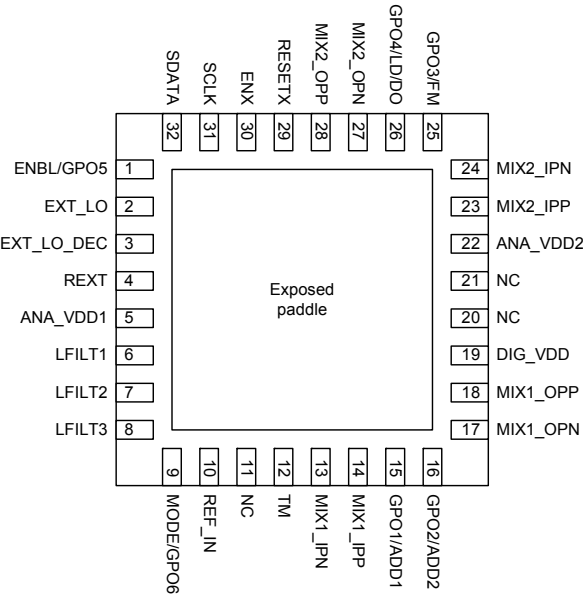 SDATA
SCLK
ENX
RESETX
MIX2_OPP
MIX2_OPN
GPO4/LD/DO
GPO3/FM
32
31
30
29
28
27
26
25
ENBL/GPO5 1
EXT_LO 2
EXT_LO_DEC 3
REXT 4
ANA_VDD1 5
LFILT1 6
LFILT2 7
LFILT3 8
Exposed
paddle
24 MIX2_IPN
23 MIX2_IPP
22 ANA_VDD2
21 NC
20 NC
19 DIG_VDD
18 MIX1_OPP
17 MIX1_OPN
9
10
11
12
13
14
15
16
MODE/GPO6
REF_IN
NC
TM
MIX1_IPN
MIX1_IPP
GPO1/ADD1
GPO2/ADD2